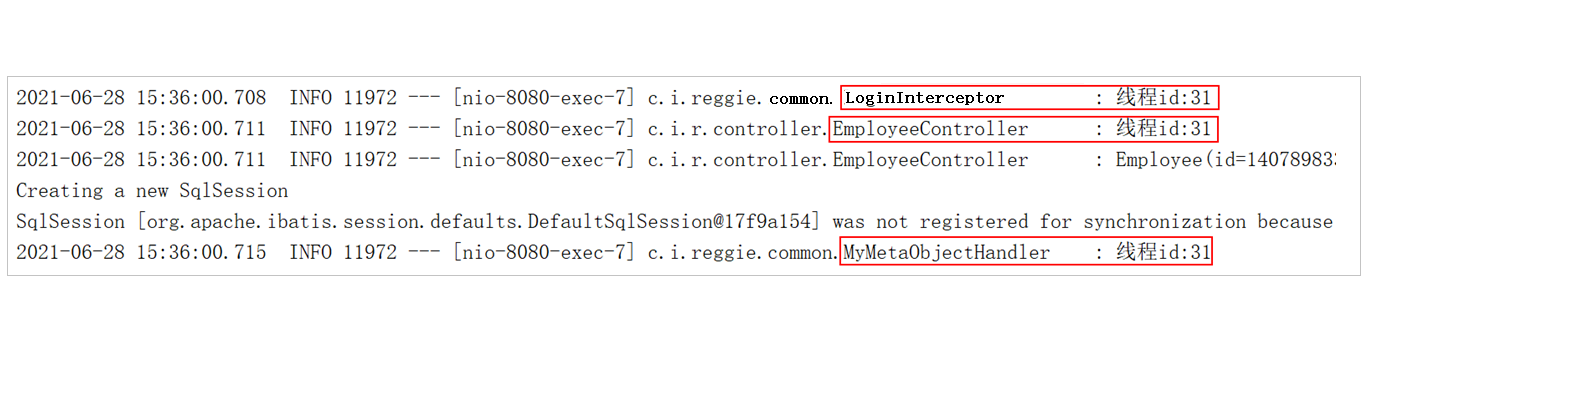 2021-06-28 15:36:00.708  INFO 11972 --- [nio-8080-exec-7] c.i.reggie.common. LoginInterceptor : 线程id:31
2021-06-28 15:36:00.711  INFO 11972 --- [nio-8080-exec-7] c.i.r.controller.EmployeeController : 线程id:31
2021-06-28 15:36:00.711  INFO 11972 --- [nio-8080-exec-7] c.i.r.controller.EmployeeController : Employee(id=14078983
Creating a new SqlSession
SqlSession [org.apache.ibatis.session.defaults.DefaultSqlSession@17f9a154] was not registered for synchronization because
2021-06-28 15:36:00.715  INFO 11972 --- [nio-8080-exec-7] c.i.reggie.common.MyMetaObjectHandler : 线程id:31